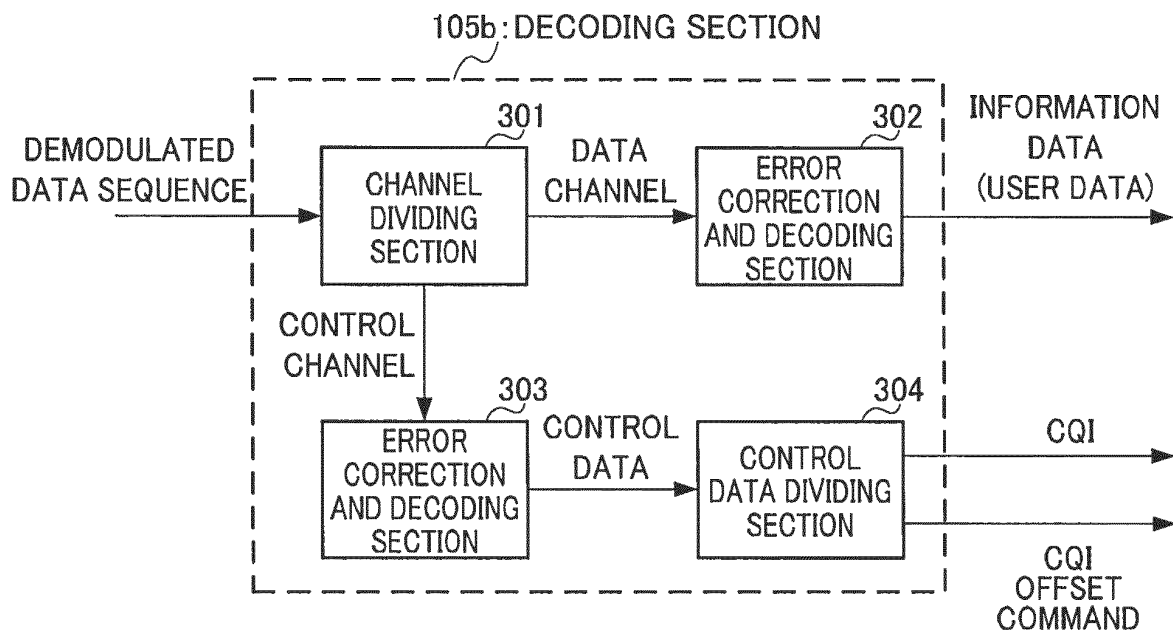 105b:DECODING SECTION
DEMODULATED
DATA SEQUENCE
301
CHANNEL
DIVIDING
SECTION
DATA
CHANNEL
302
ERROR
CORRECTION
AND DECODING
SECTION
INFORMATION
DATA
(USER DATA)
CONTROL
CHANNEL
303
ERROR
CORRECTION
AND DECODING
SECTION
CONTROL
DATA
304
CONTROL
DATA DIVIDING
SECTION
CQI
CQI
OFFSET
COMMAND